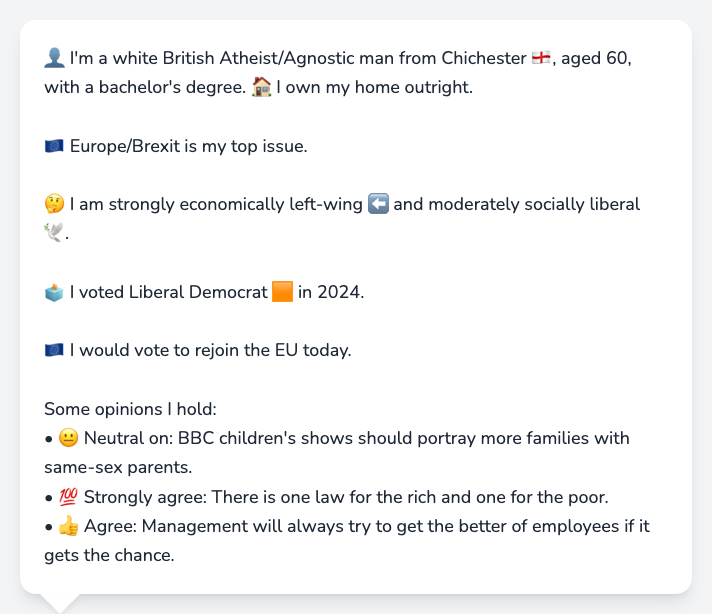 👤 I'm a white British Atheist/Agnostic man from Chichester 🏴󠁧󠁢󠁥󠁮󠁧󠁿, aged 60,
with a bachelor's degree. 🏠 I own my home outright.
🇪🇺 Europe/Brexit is my top issue.
🤔 I am strongly economically left-wing ⬅️ and moderately socially liberal
🕊️.
🗳️ I voted Liberal Democrat 🟧 in 2024.
🇪🇺 I would vote to rejoin the EU today.
Some opinions I hold:
• 😐 Neutral on: BBC children's shows should portray more families with
same-sex parents.
• 💯 Strongly agree: There is one law for the rich and one for the poor.
• 👍 Agree: Management will always try to get the better of employees if it
gets the chance.